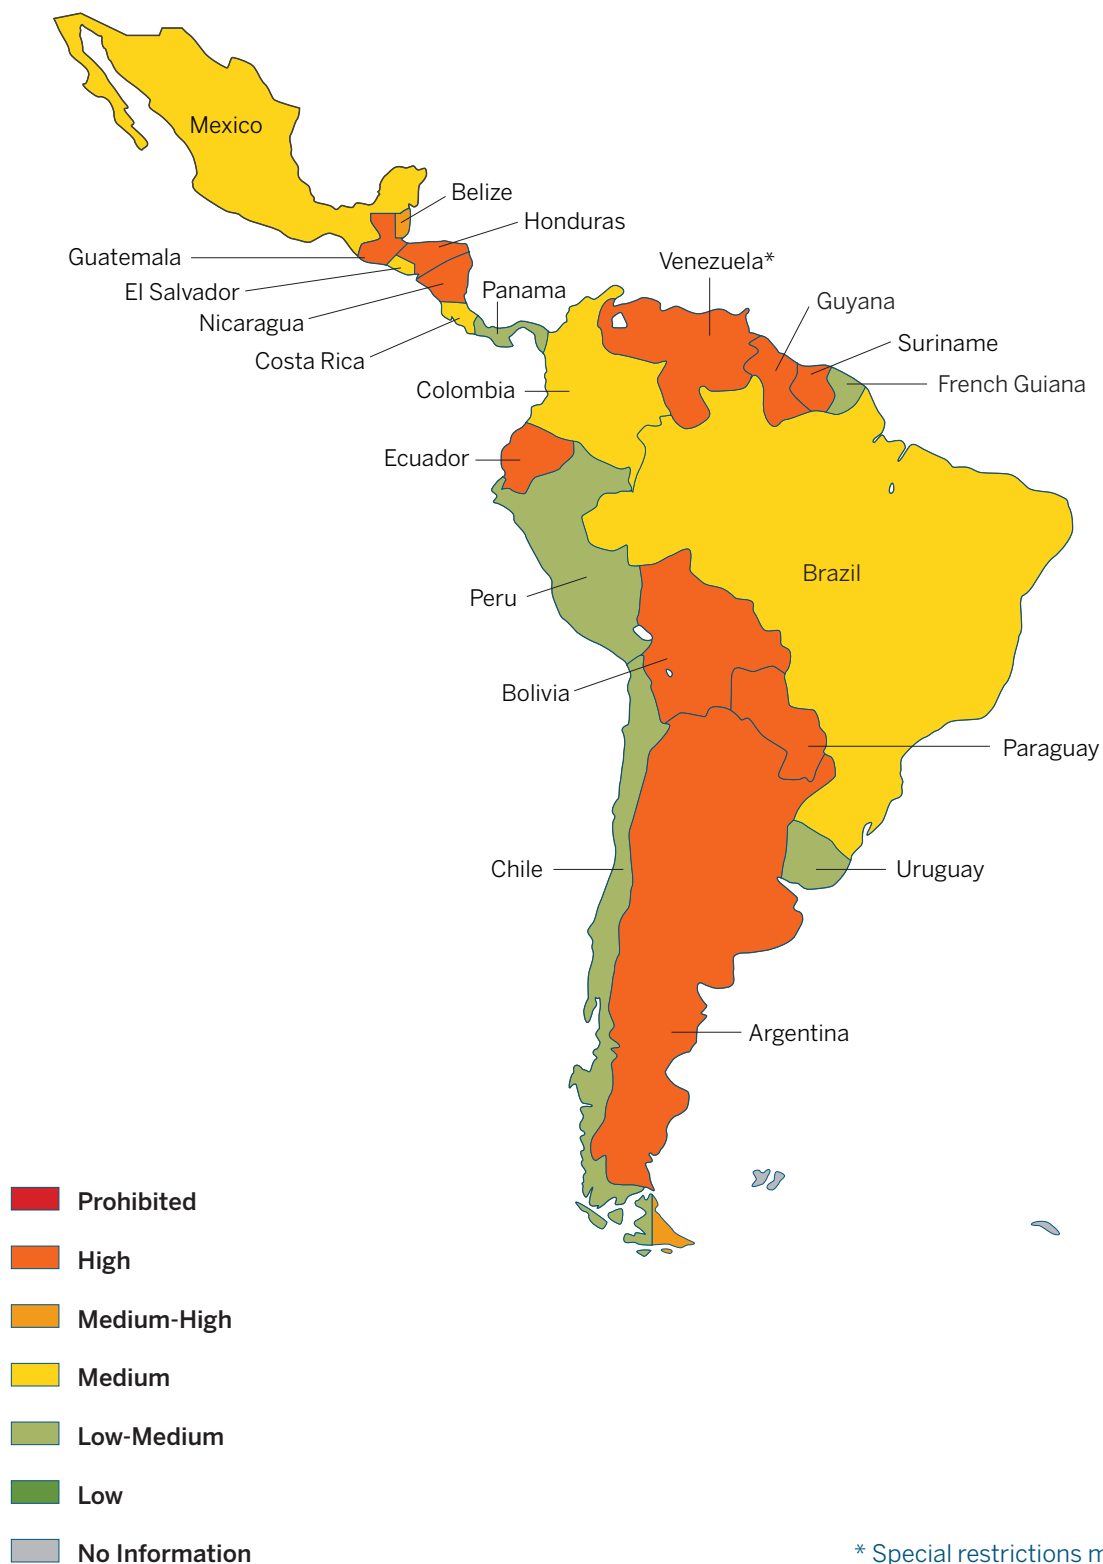 Mexico
Belize
Honduras
Guatemala
Venezuela*
El Salvador
Panama
Guyana
Nicaragua
Suriname
Costa Rica
French Guiana
Colombia
Ecuador
Brazil
Peru
Bolivia
Paraguay
Chile
Uruguay
Argentina
Prohibited
High
Medium-High
Medium
Low-Medium
Low
No Information
* Special restrictions